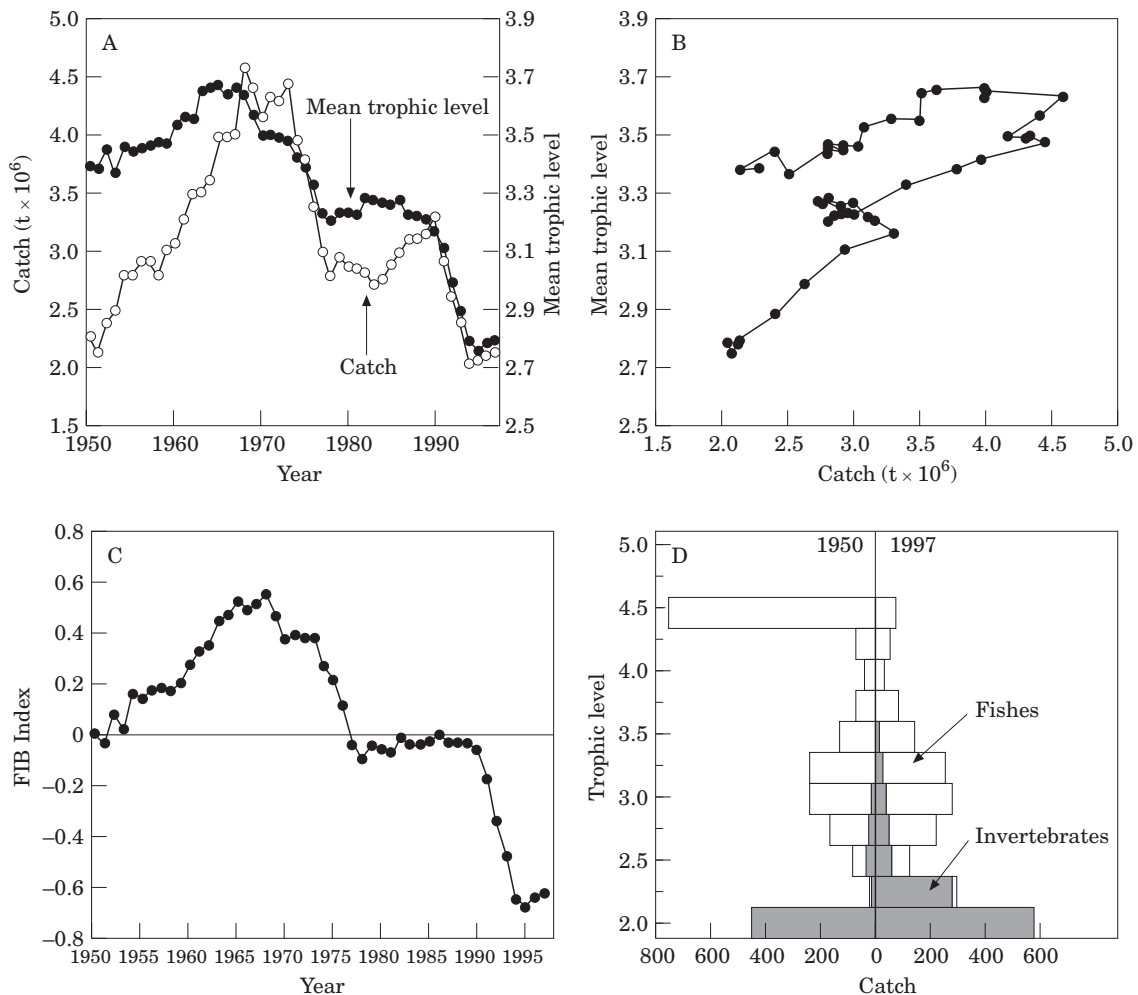 A
5.0
4.5
4.0
3.5
3.0
2.5
2.0
1.5
Catch (t × 10⁶)
3.9
3.7
3.5
3.3
3.1
2.9
2.7
2.5
Mean trophic level
Mean trophic level
Catch
1950 1960 1970 1980 1990
Year
B
3.9
3.7
3.5
3.3
3.1
2.9
2.7
2.5
Mean trophic level
1.5 2.0 2.5 3.0 3.5 4.0 4.5 5.0
Catch (t × 10⁶)
C
0.8
0.6
0.4
0.2
0
–0.2
–0.4
–0.6
–0.8
FIB Index
1950 1955 1960 1965 1970 1975 1980 1985 1990 1995
Year
D
1950 1997
5.0
4.5
4.0
3.5
3.0
2.5
2.0
Trophic level
Fishes
Invertebrates
800 600 400 200 0 200 400 600
Catch